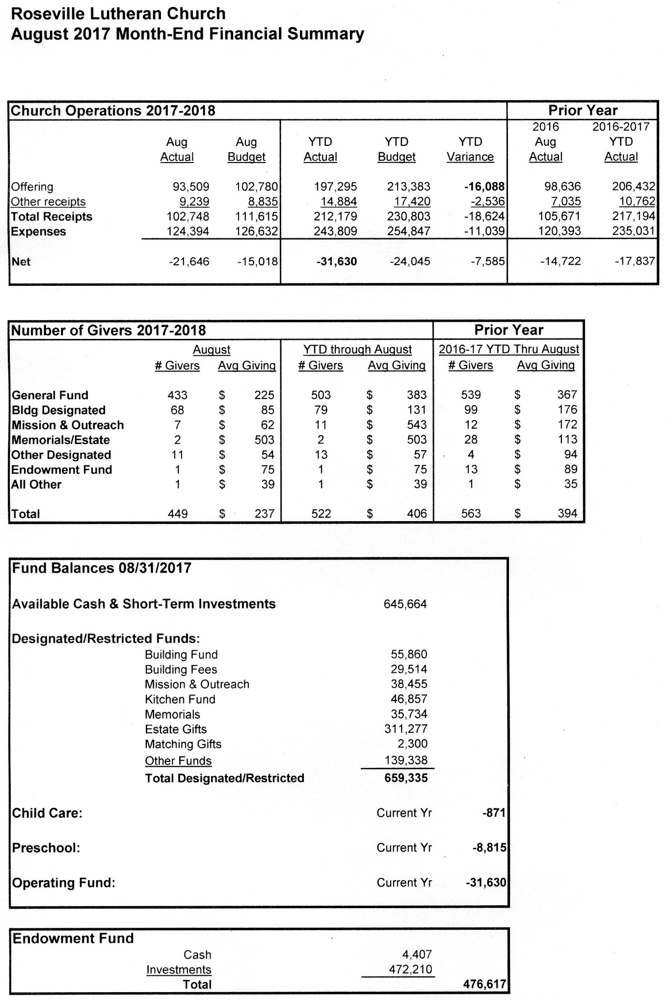 Roseville Lutheran Church
August 2017 Month-End Financial Summary
Church Operations 2017-2018 Prior Year
2016 2016-2017
Aug Aug YTD YTD YTD Aug YTD
Actual Budget Actual Budget Variance Actual Actual
Offering 93,509 102,780 197,295 213,383 -16,088 98,636 206,432
Other receipts 9,239 8,835 14,884 17,420 -2,536 7,035 10,762
Total Receipts 102,748 111,615 212,179 230,803 -18,624 105,671 217,194
Expenses 124,394 126,632 243,809 254,847 -11,039 120,393 235,031
Net -21,646 -15,018 -31,630 -24,045 -7,585 -14,722 -17,837
Number of Givers 2017-2018 Prior Year
August YTD through August 2016-17 YTD Thru August
# Givers Avg Giving # Givers Avg Giving # Givers Avg Giving
General Fund 433 $ 225 503 $ 383 539 $ 367
Bldg Designated 68 $ 85 79 $ 131 99 $ 176
Mission & Outreach 7 $ 62 11 $ 543 12 $ 172
Memorials/Estate 2 $ 503 2 $ 503 28 $ 113
Other Designated 11 $ 54 13 $ 57 4 $ 94
Endowment Fund 1 $ 75 1 $ 75 13 $ 89
All Other 1 $ 39 1 $ 39 1 $ 35
Total 449 $ 237 522 $ 406 563 $ 394
Fund Balances 08/31/2017
Available Cash & Short-Term Investments 645,664
Designated/Restricted Funds:
Building Fund 55,860
Building Fees 29,514
Mission & Outreach 38,455
Kitchen Fund 46,857
Memorials 35,734
Estate Gifts 311,277
Matching Gifts 2,300
Other Funds 139,338
Total Designated/Restricted 659,335
Child Care: Current Yr -871
Preschool: Current Yr -8,815
Operating Fund: Current Yr -31,630
Endowment Fund
Cash 4,407
Investments 472,210
Total 476,617